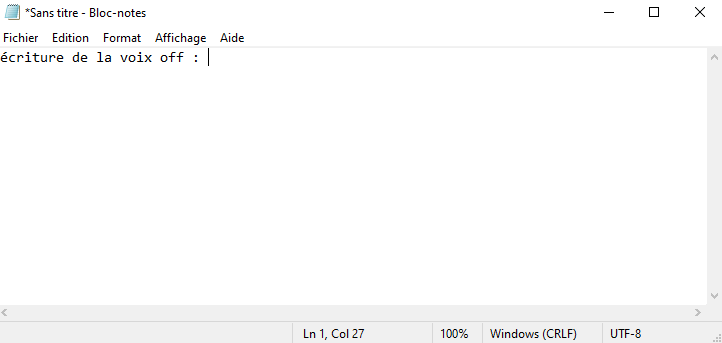 *Sans titre - Bloc-notes
Fichier Edition Format Affichage Aide
écriture de la voix off :
Ln 1, Col 27 100% Windows (CRLF) UTF-8